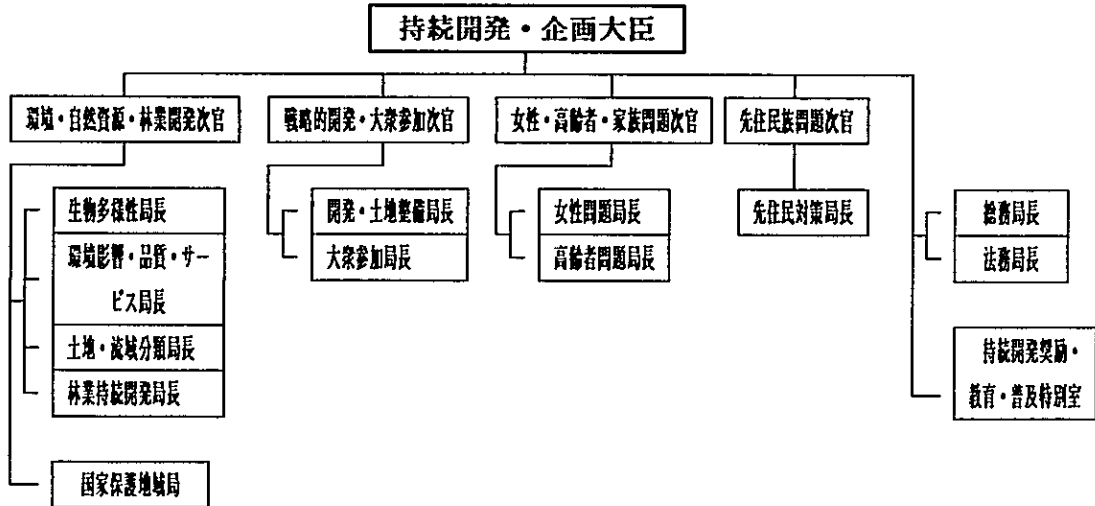 持続開発・企画大臣
環境・自然資源・林業開発次官
戦略的開発・大衆参加次官
女性・高齢者・家族問題次官
先住民族問題次官
生物多様性局長
環境影響・品質・サー
ビス局長
土地・流域分類局長
林業持続開発局長
国家保護地域局
開発・土地整備局長
大衆参加局長
女性問題局長
高齢者問題局長
先住民対策局長
総務局長
法務局長
持続開発奨励・
教育・普及特別室